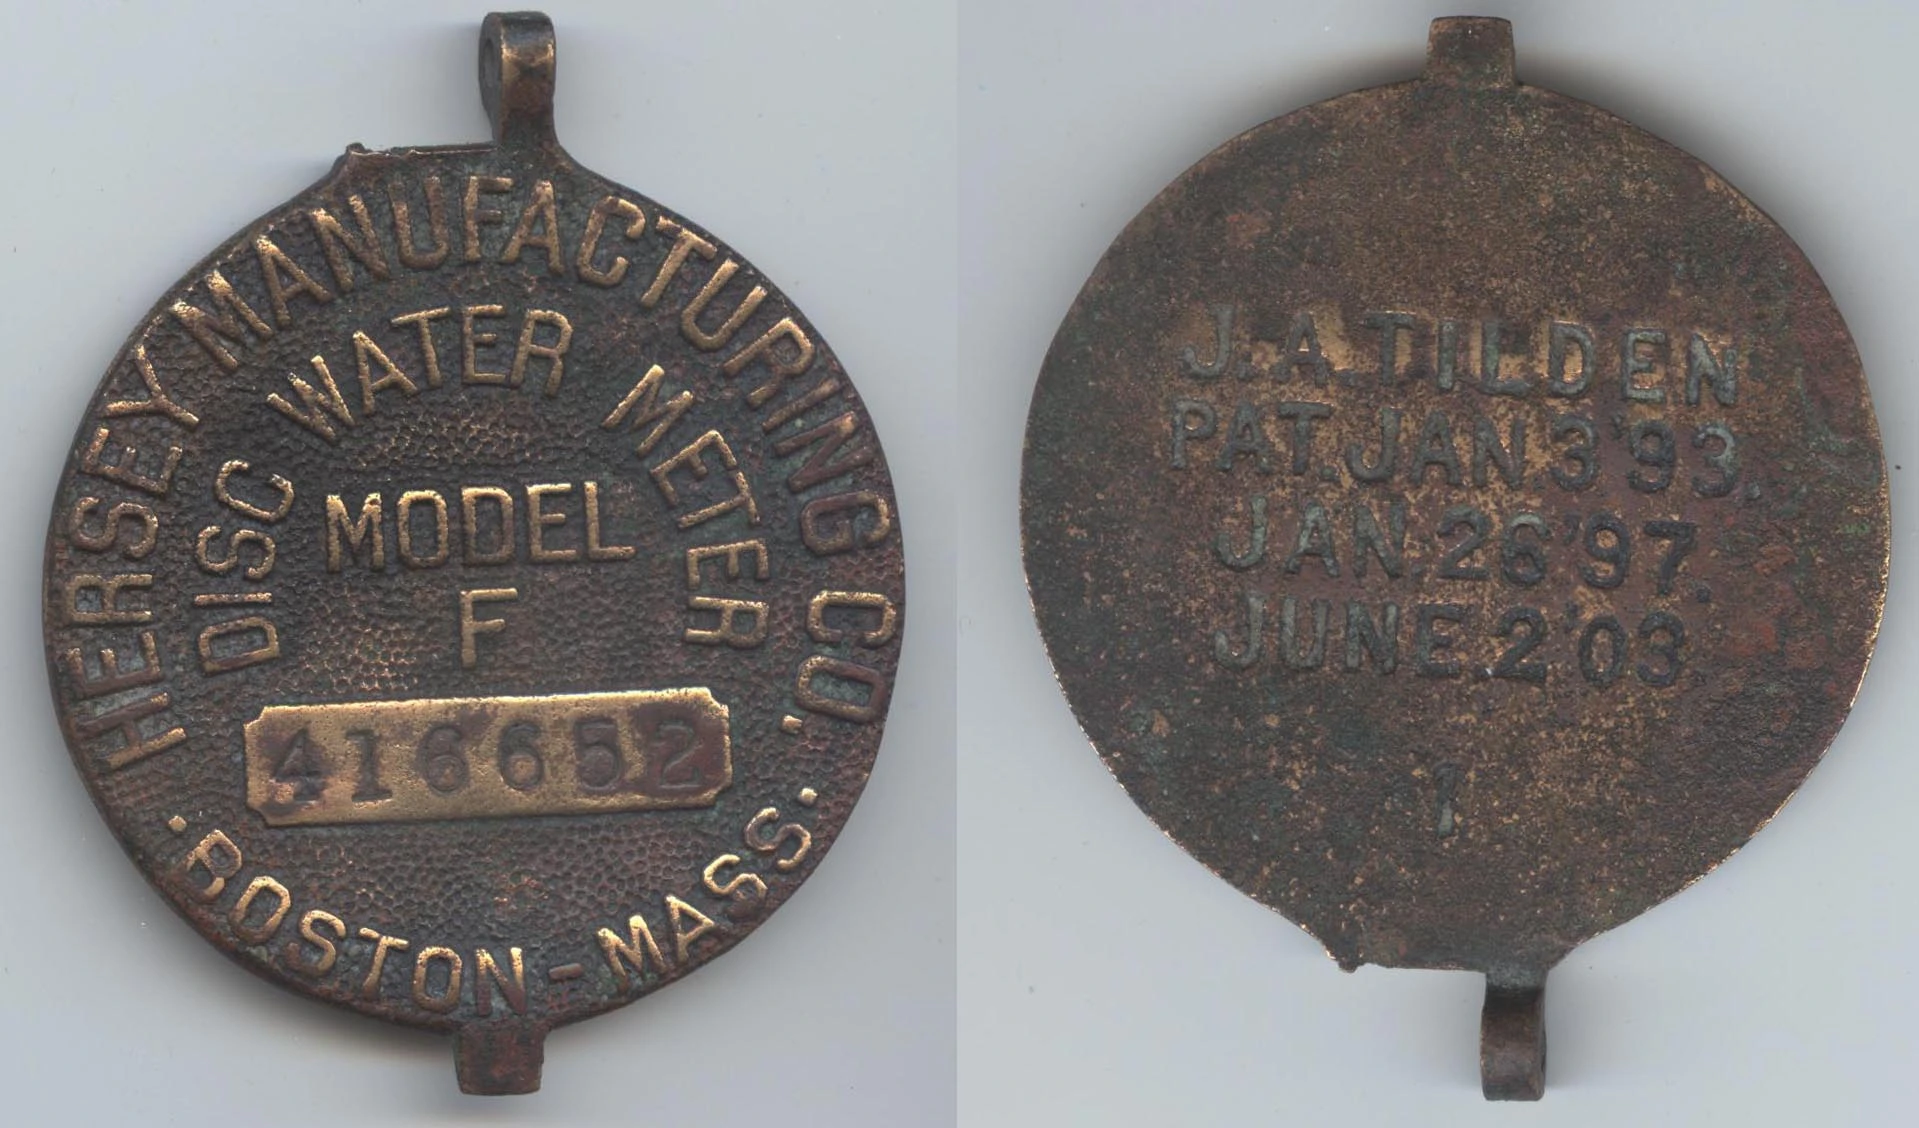 HERSEY MANUFACTURING CO.
DISC WATER METER
MODEL
F
416652
.BOSTON-MASS.
H
J.A.TILDEN
PAT.JAN.3'93.
JAN.26'97.
JUNE.2'03.
1